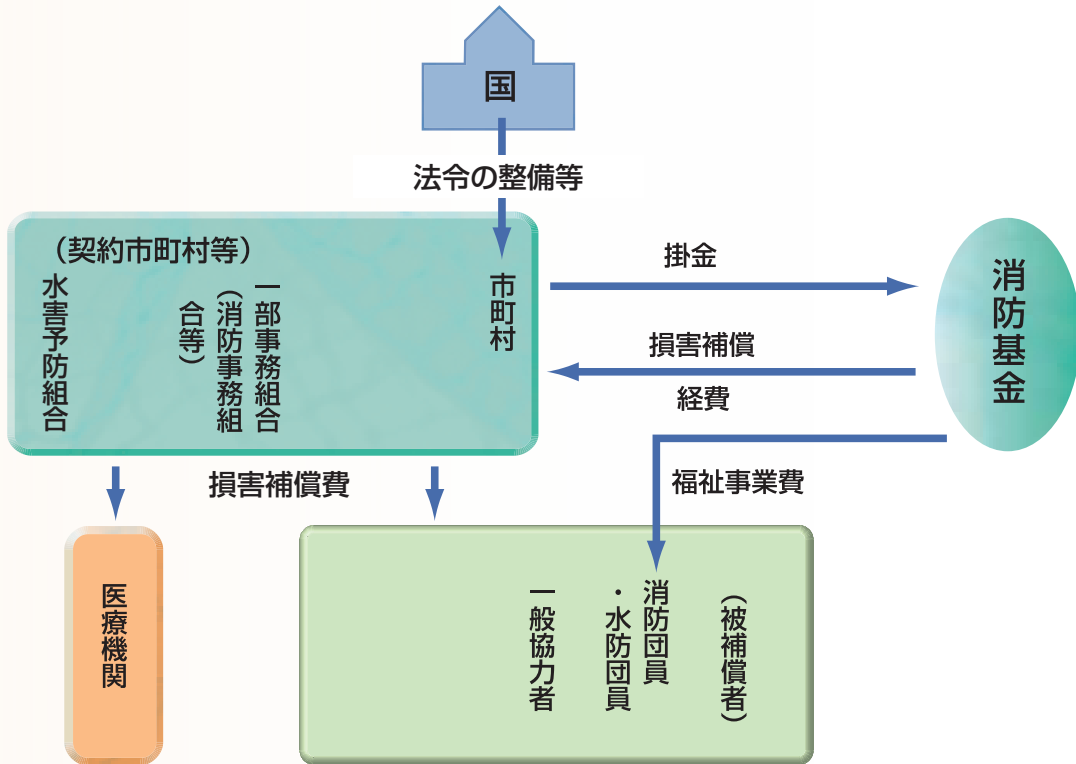 国
法令の整備等
（契約市町村等）
市町村
一部事務組合
（消防事務組
合等）
水害予防組合
掛金
損害補償
経費
消防基金
福祉事業費
損害補償費
医療機関
（被補償者）
消防団員
・水防団員
一般協力者